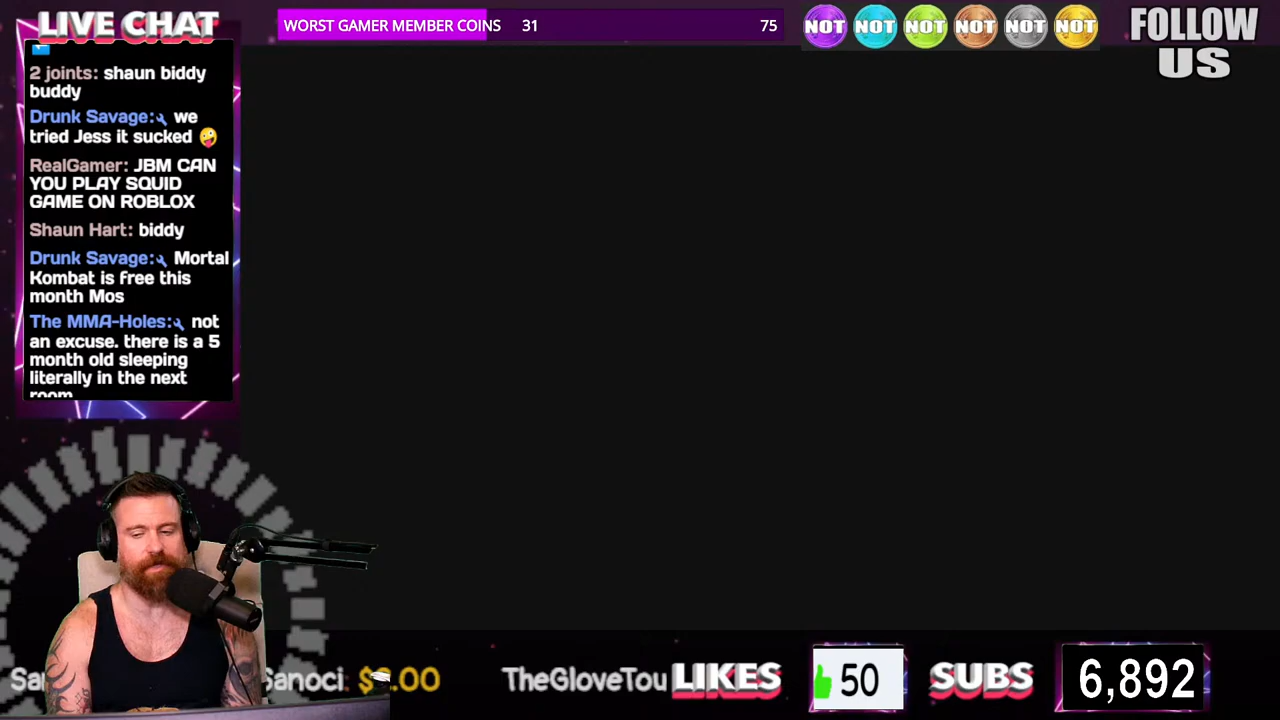 LIVE CHAT
2 joints: shaun biddy
buddy
Drunk Savage: we
tried Jess it sucked 🤪
RealGamer: JBM CAN
YOU PLAY SQUID
GAME ON ROBLOX
Shaun Hart: biddy
Drunk Savage: Mortal
Kombat is free this
month Mos
The MMA-Holes: not
an excuse. there is a 5
month old sleeping
literally in the next
room
WORST GAMER MEMBER COINS 31 75
NOT NOT NOT NOT NOT NOT
FOLLOW
US
Sanoci TheGloveTou
LIKES 50
SUBS 6,892